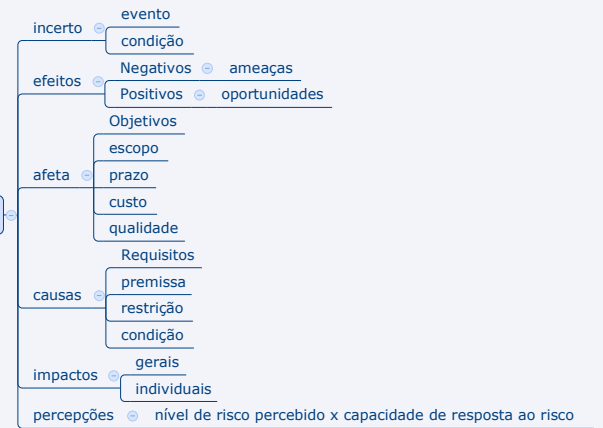 incerto
evento
condição
efeitos
Negativos
ameaças
Positivos
oportunidades
afeta
Objetivos
escopo
prazo
custo
qualidade
causas
Requisitos
premissa
restrição
condição
impactos
gerais
individuais
percepções
nível de risco percebido x capacidade de resposta ao risco